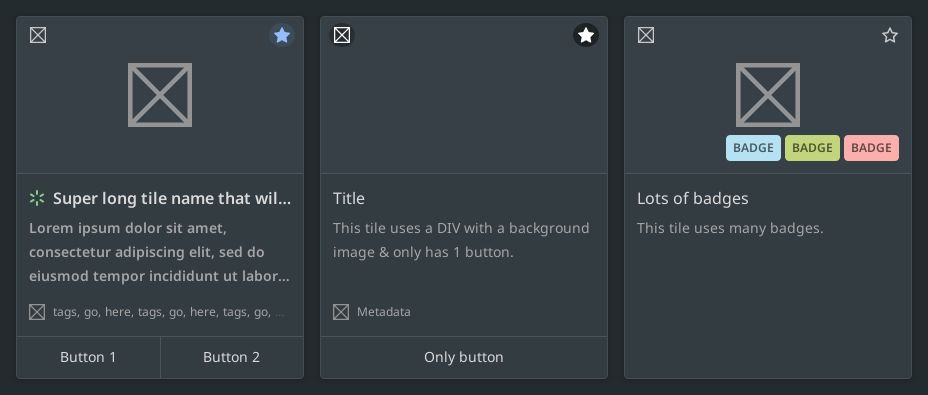 Super long tile name that wil...
Lorem ipsum dolor sit amet,
consectetur adipiscing elit, sed do
eiusmod tempor incididunt ut labor...
tags, go, here, tags, go, here, tags, go, ...
Button 1
Button 2
Title
This tile uses a DIV with a background
image & only has 1 button.
Metadata
Only button
BADGE
BADGE
BADGE
Lots of badges
This tile uses many badges.